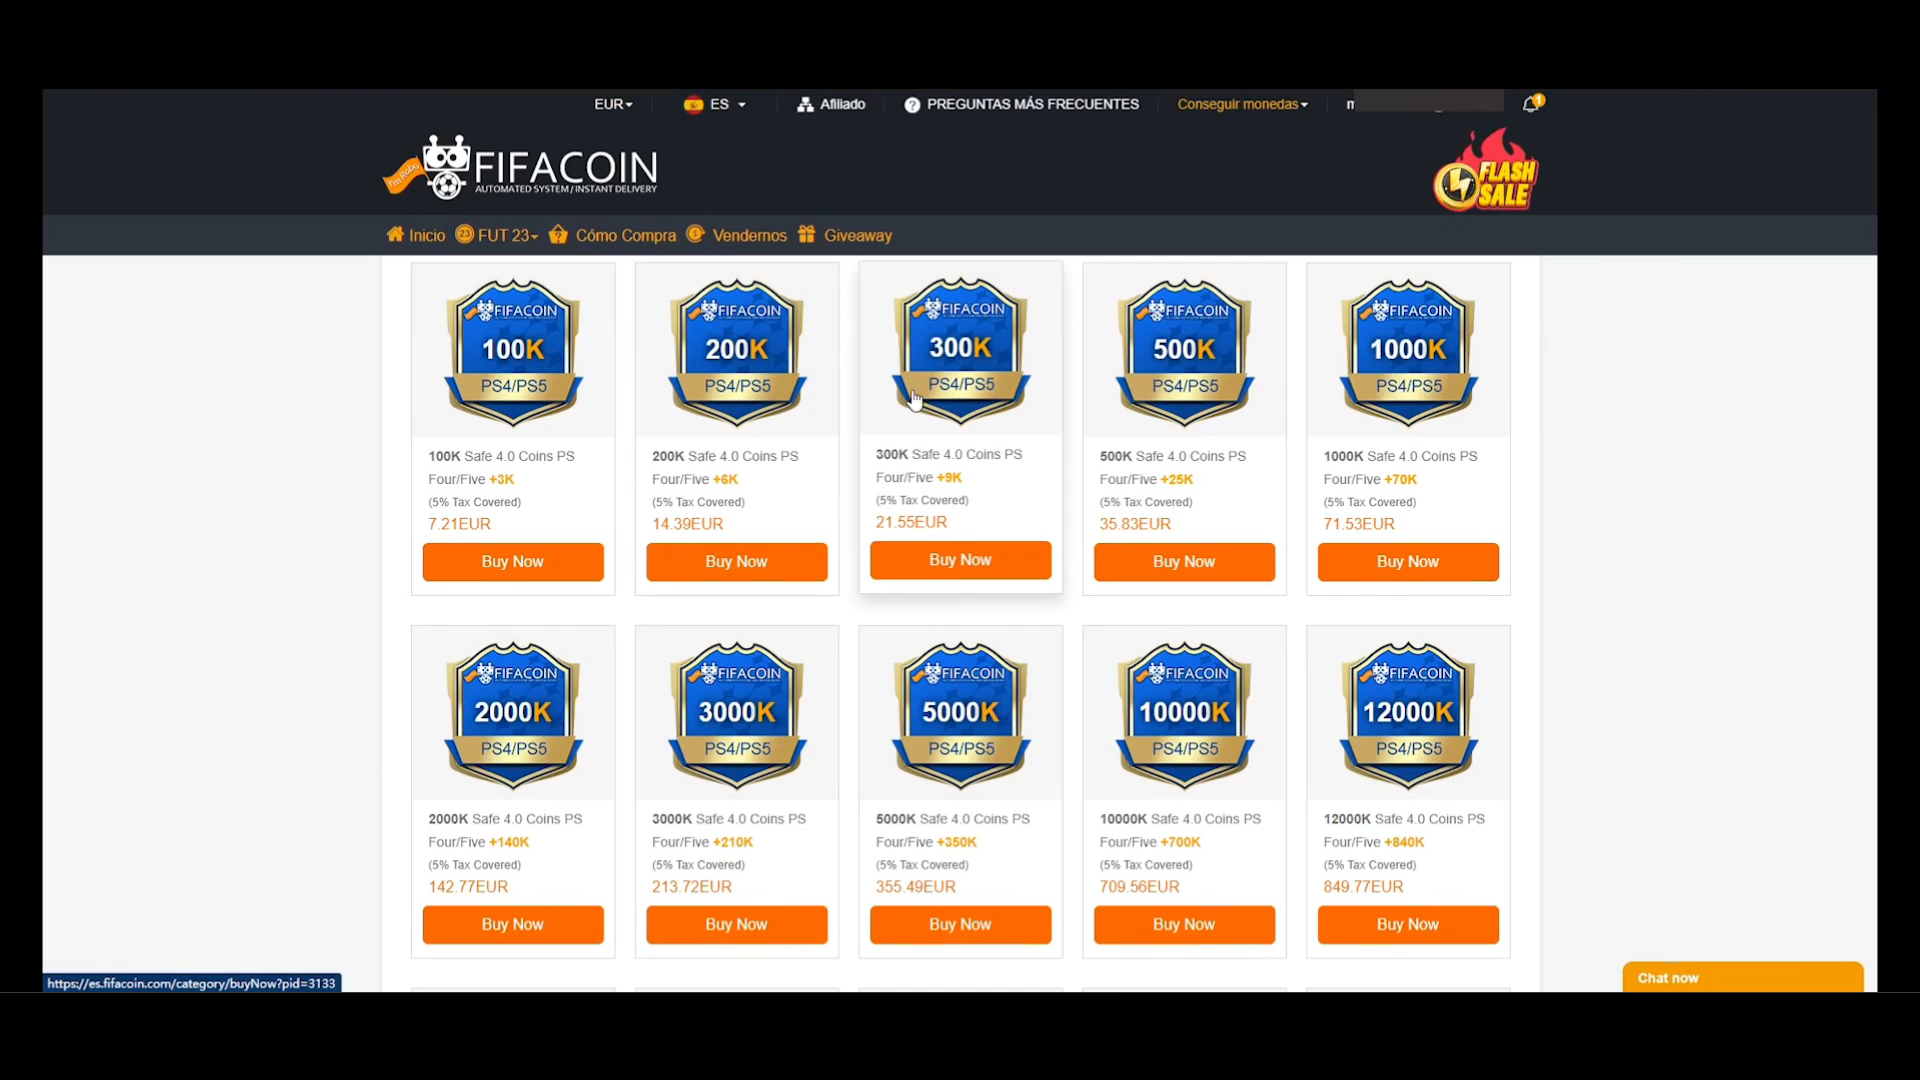 EUR
ES
Afiliado
PREGUNTAS MÁS FRECUENTES
Conseguir monedas
1
I'm Robo
FIFACOIN
AUTOMATED SYSTEM / INSTANT DELIVERY
FLASH
SALE
Inicio
23
FUT 23
Cómo Compra
Vendernos
Giveaway
FIFACOIN
100K
PS4/PS5
100K Safe 4.0 Coins PS
Four/Five +3K
(5% Tax Covered)
7.21EUR
Buy Now
FIFACOIN
200K
PS4/PS5
200K Safe 4.0 Coins PS
Four/Five +6K
(5% Tax Covered)
14.39EUR
Buy Now
FIFACOIN
300K
PS4/PS5
300K Safe 4.0 Coins PS
Four/Five +9K
(5% Tax Covered)
21.55EUR
Buy Now
FIFACOIN
500K
PS4/PS5
500K Safe 4.0 Coins PS
Four/Five +25K
(5% Tax Covered)
35.83EUR
Buy Now
FIFACOIN
1000K
PS4/PS5
1000K Safe 4.0 Coins PS
Four/Five +70K
(5% Tax Covered)
71.53EUR
Buy Now
FIFACOIN
2000K
PS4/PS5
2000K Safe 4.0 Coins PS
Four/Five +140K
(5% Tax Covered)
142.77EUR
Buy Now
FIFACOIN
3000K
PS4/PS5
3000K Safe 4.0 Coins PS
Four/Five +210K
(5% Tax Covered)
213.72EUR
Buy Now
FIFACOIN
5000K
PS4/PS5
5000K Safe 4.0 Coins PS
Four/Five +350K
(5% Tax Covered)
355.49EUR
Buy Now
FIFACOIN
10000K
PS4/PS5
10000K Safe 4.0 Coins PS
Four/Five +700K
(5% Tax Covered)
709.56EUR
Buy Now
FIFACOIN
12000K
PS4/PS5
12000K Safe 4.0 Coins PS
Four/Five +840K
(5% Tax Covered)
849.77EUR
Buy Now
https://es.fifacoin.com/category/buyNow?pid=3133
Chat now